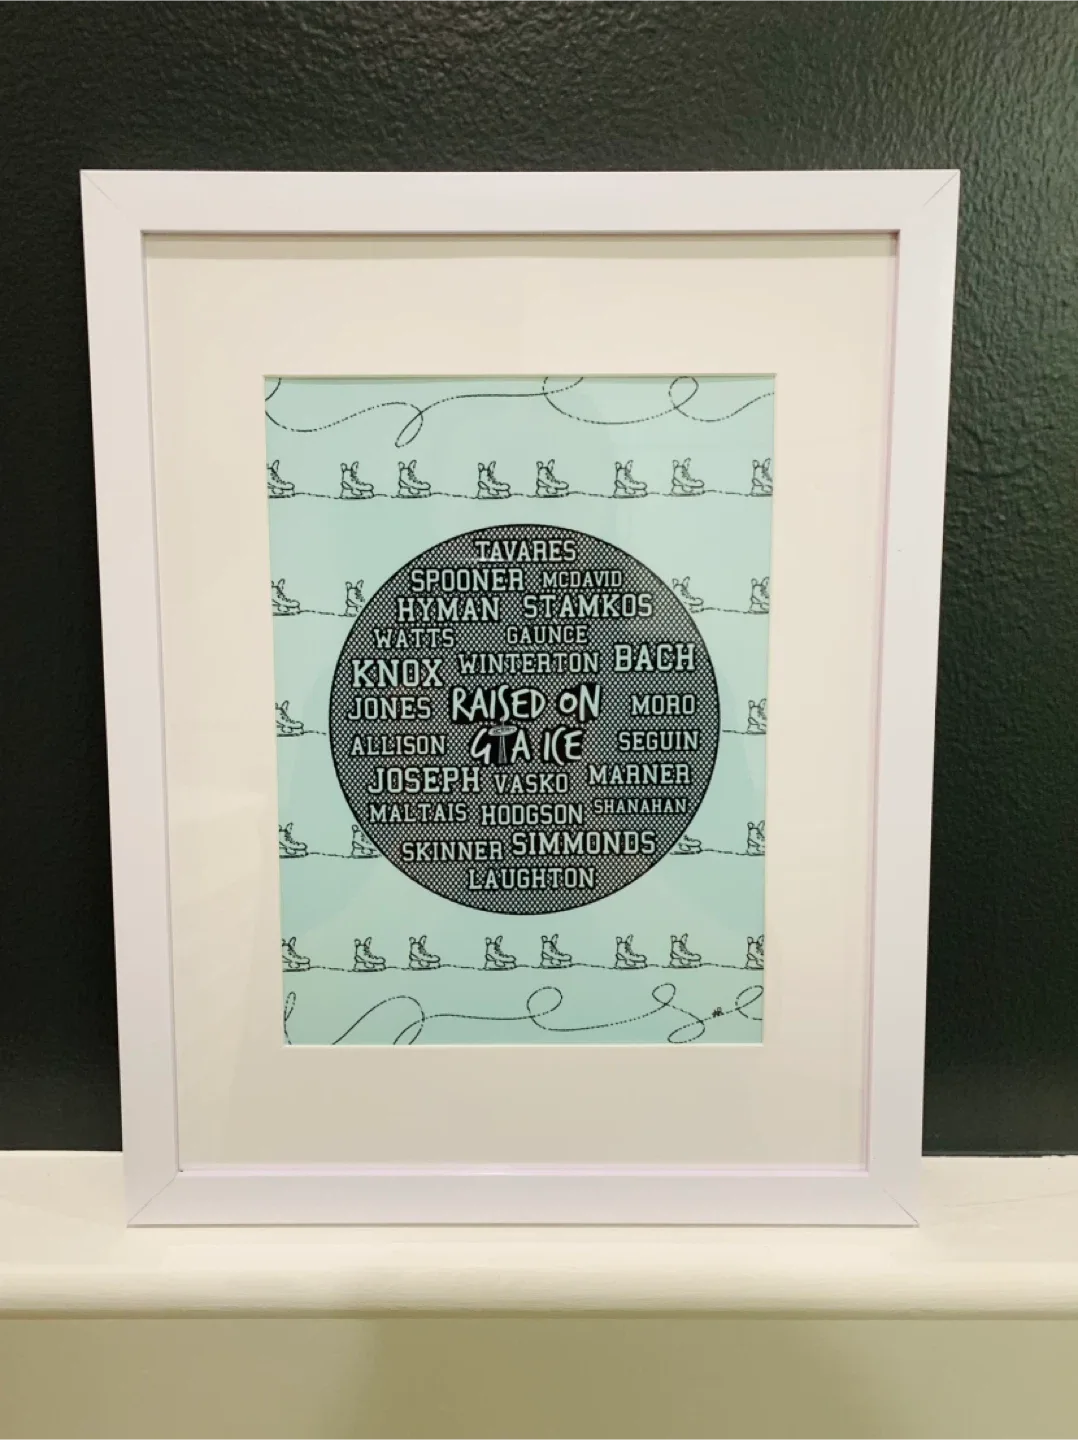 TAVARES
SPOONER MCDAVID
HYMAN STAMKOS
WATTS GAUNCE
KNOX WINTERTON BACH
JONES RAISED ON MORO
ALLISON GTA ICE SEGUIN
JOSEPH VASKO MARNER
MALTAIS HODGSON SHANAHAN
SKINNER SIMMONDS
LAUGHTON